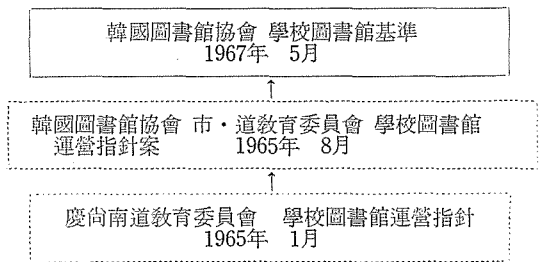 韓國圖書館協會 學校圖書館基準
1967年 5月
↑
韓國圖書館協會 市・道敎育委員會 學校圖書館
運營指針案 1965年 8月
↑
慶尙南道敎育委員會 學校圖書館運營指針
1965年 1月